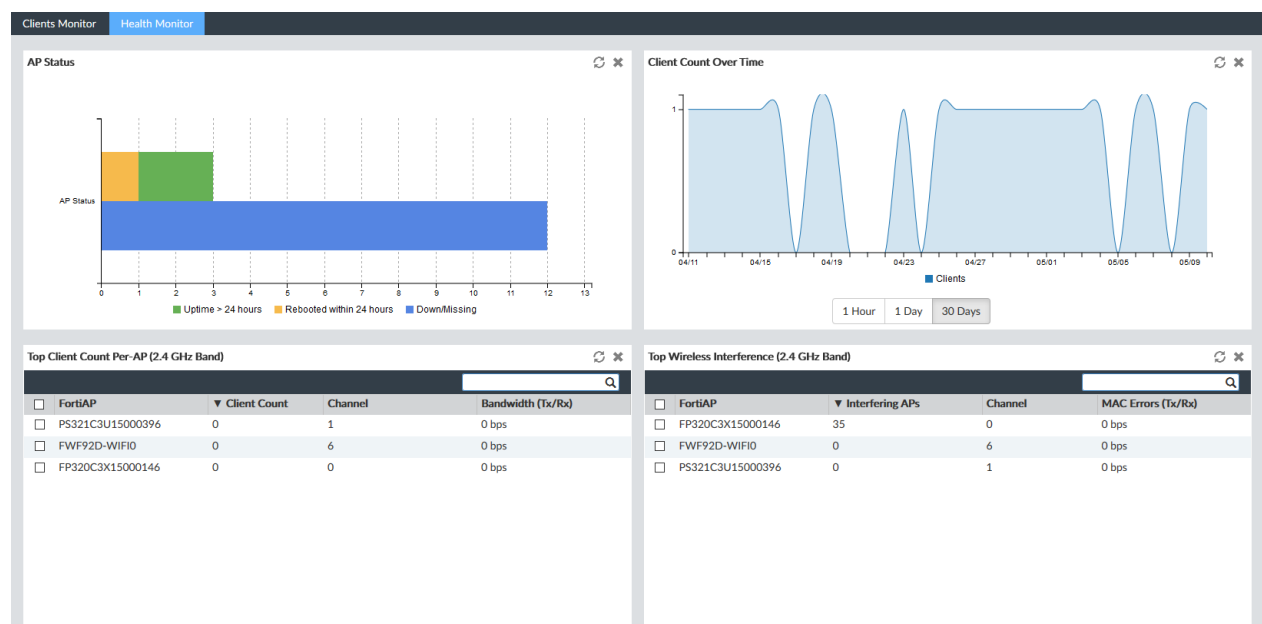 Clients Monitor Health Monitor
AP Status
AP Status
0 1 2 3 4 5 6 7 8 9 10 11 12 13
Uptime > 24 hours Rebooted within 24 hours Down/Missing
Client Count Over Time
1
0
04/11 04/15 04/19 04/23 04/27 05/01 05/05 05/09
Clients
1 Hour 1 Day 30 Days
Top Client Count Per-AP (2.4 GHz Band)
FortiAP ▼ Client Count Channel Bandwidth (Tx/Rx)
PS321C3U15000396 0 1 0 bps
FWF92D-WIFI0 0 6 0 bps
FP320C3X15000146 0 0 0 bps
Top Wireless Interference (2.4 GHz Band)
FortiAP ▼ Interfering APs Channel MAC Errors (Tx/Rx)
FP320C3X15000146 35 0 0 bps
FWF92D-WIFI0 0 6 0 bps
PS321C3U15000396 0 1 0 bps